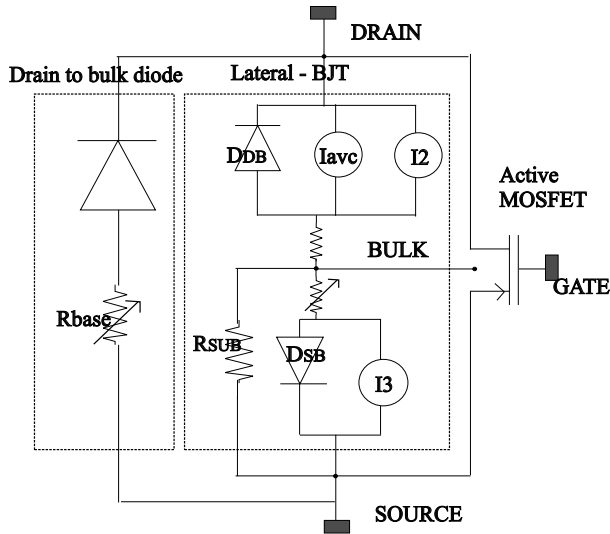 DRAIN
Drain to bulk diode
Lateral - BJT
DDB
Iavc
I2
Active
MOSFET
BULK
GATE
Rbase
RSUB
DSB
I3
SOURCE